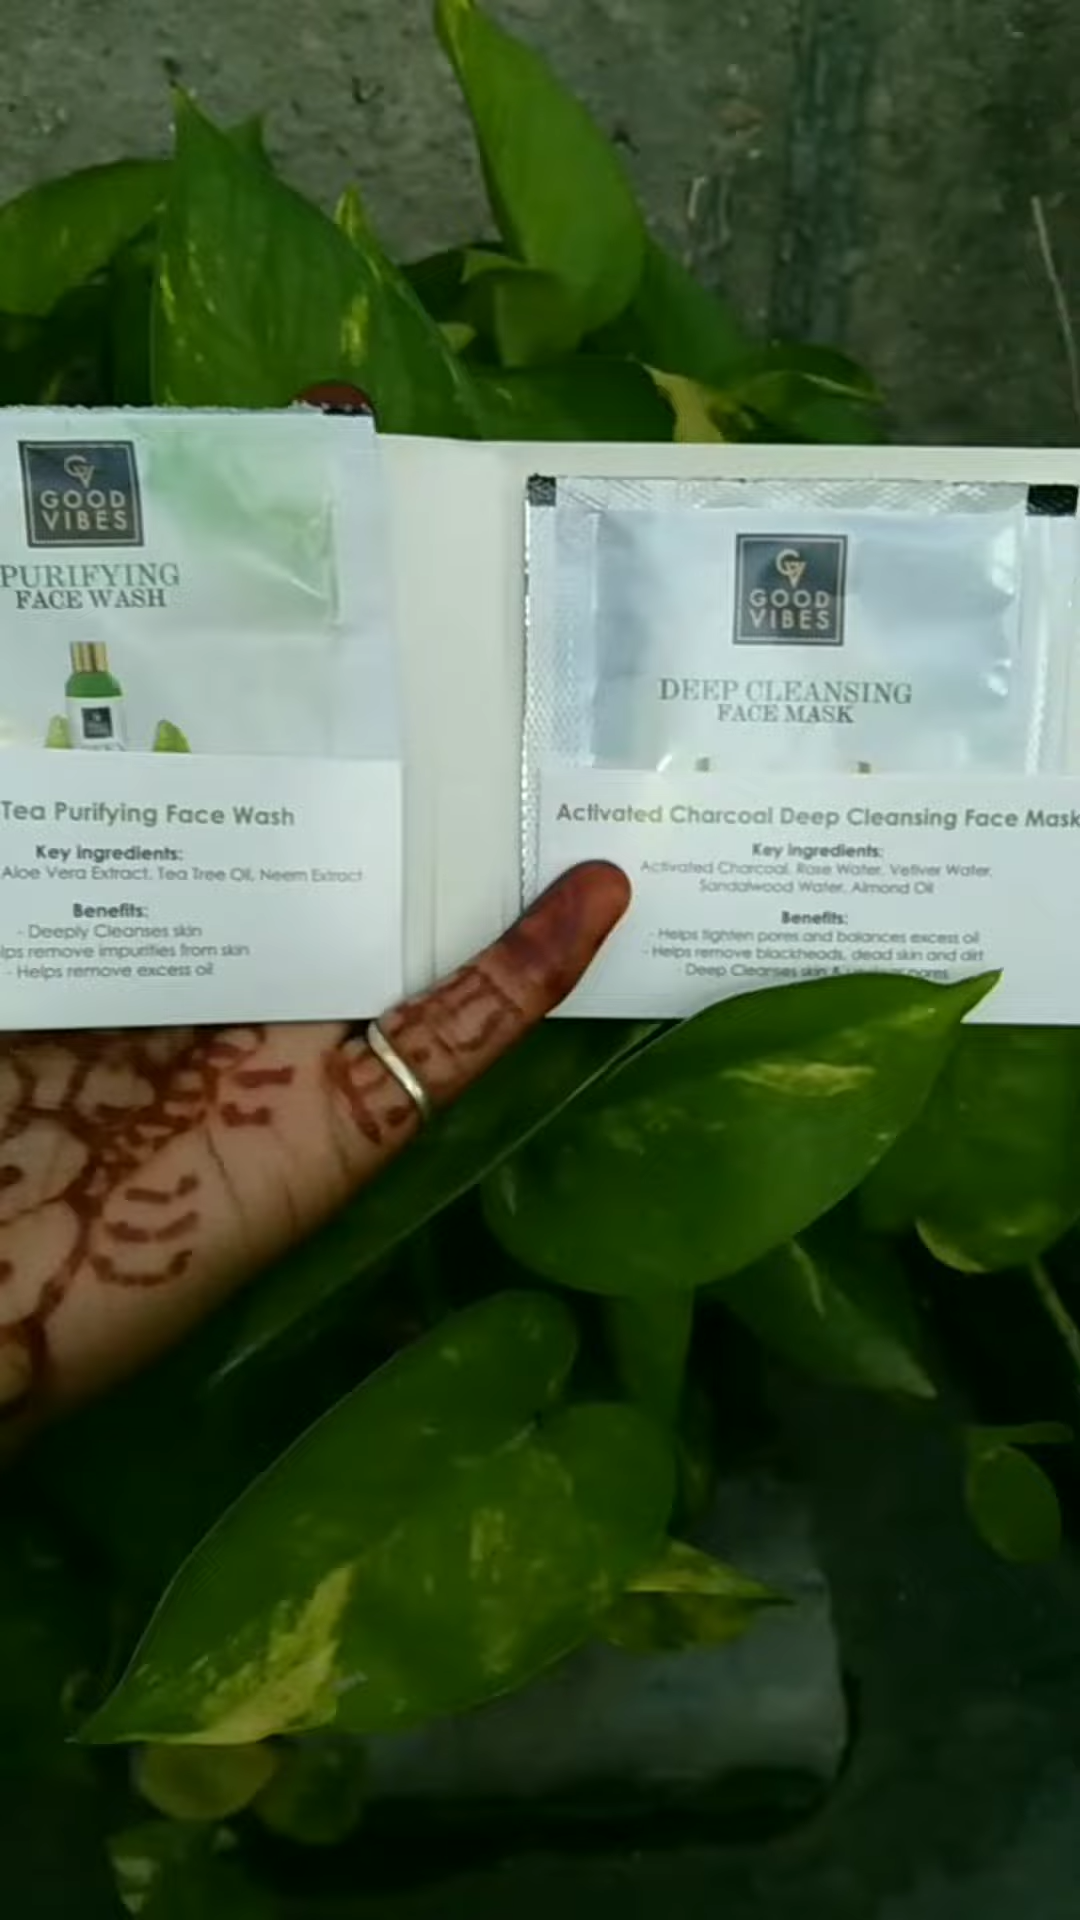 GV
GOOD
VIBES
PURIFYING
FACE WASH
Tea Purifying Face Wash
Key ingredients:
Aloe Vera Extract, Tea Tree Oil, Neem Extract
Benefits:
- Deeply Cleanses skin
lps remove impurities from skin
- Helps remove excess oil
GV
GOOD
VIBES
DEEP CLEANSING
FACE MASK
Activated Charcoal Deep Cleansing Face Mask
Key ingredients:
Activated Charcoal, Rose Water, Vetiver Water,
Sandalwood Water, Almond Oil
Benefits:
- Helps tighten pores and balances excess oil
- Helps remove blackheads, dead skin and dirt
- Deep Cleanses skin & pores